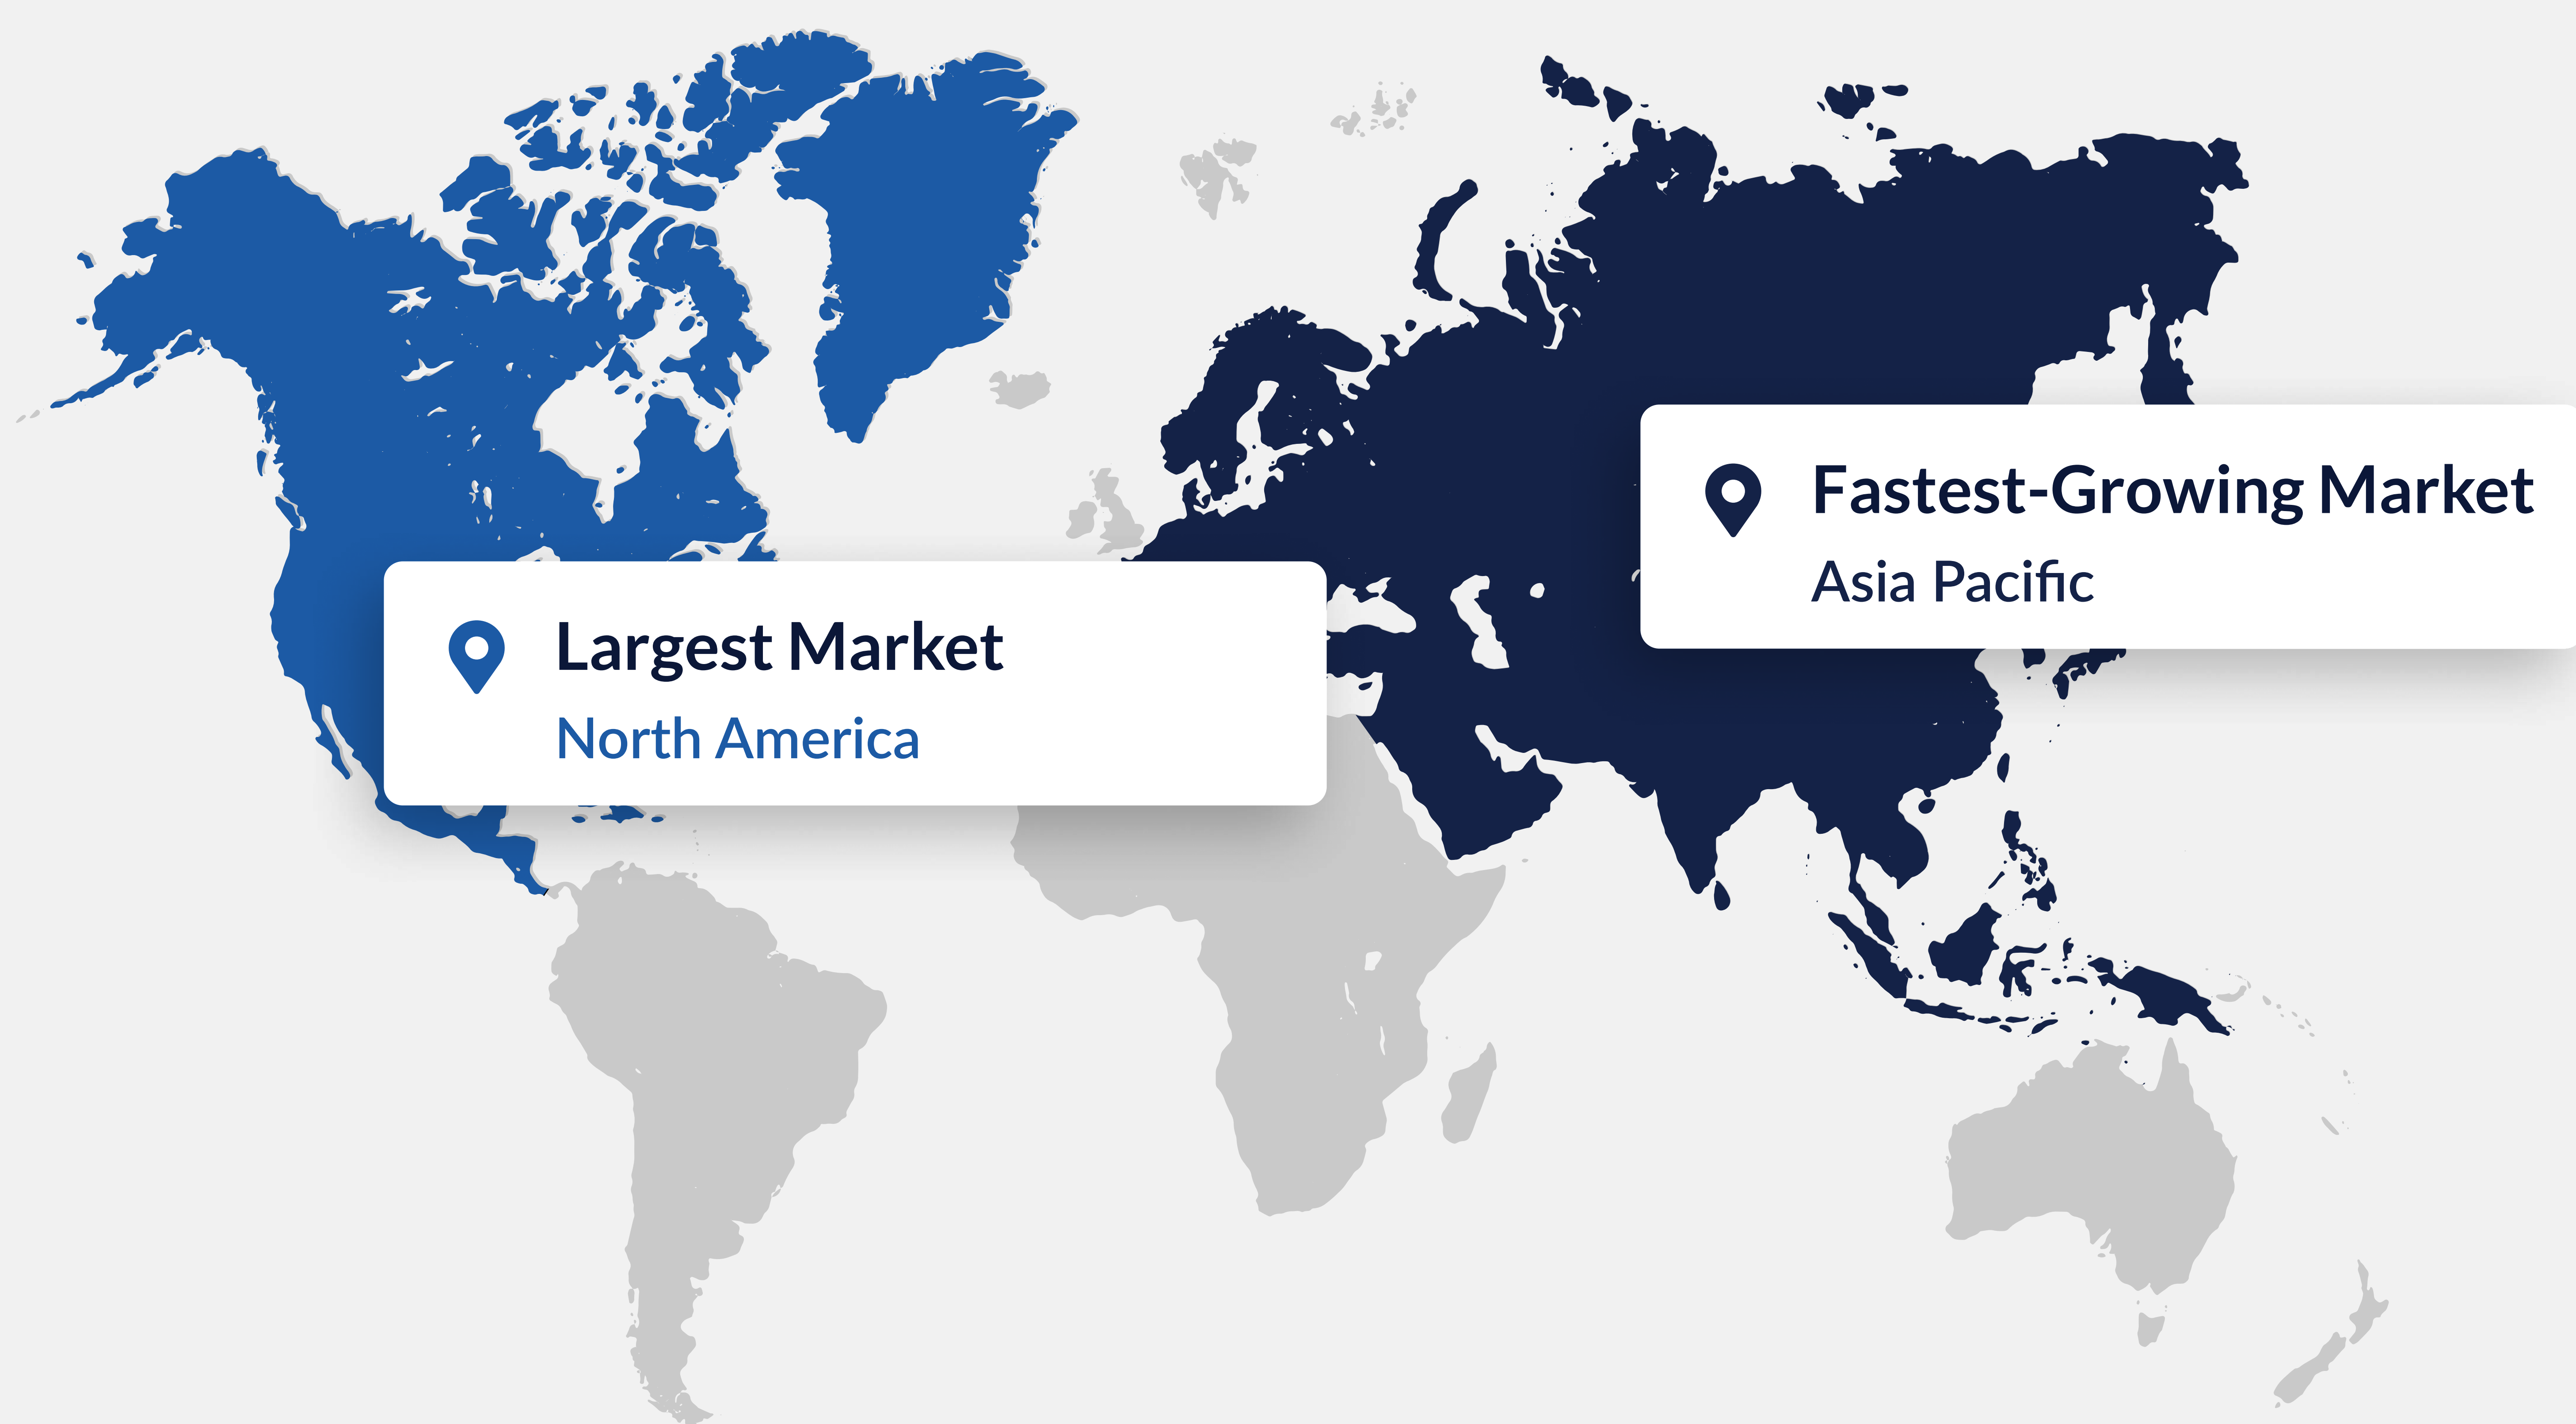 Fastest-Growing Market
Asia Pacific
Largest Market
North America